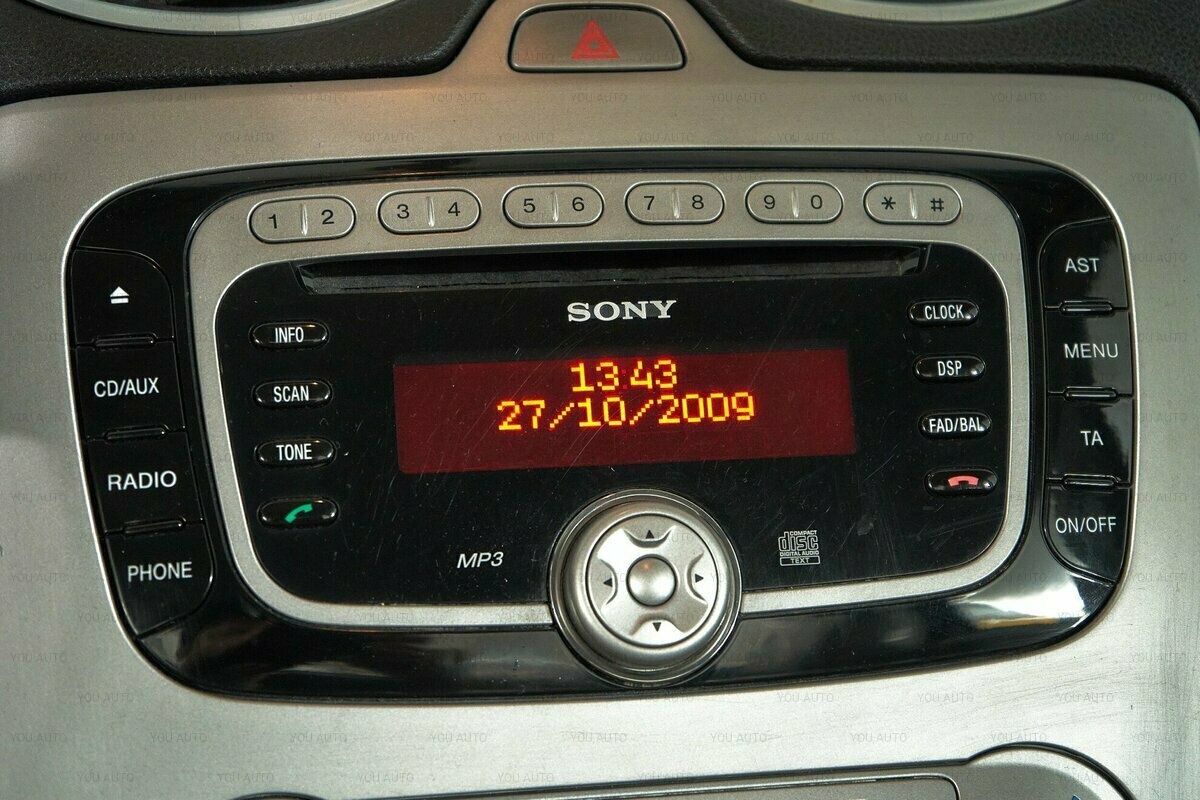 1 2 3 4 5 6 7 8 9 0 * #
SONY
INFO
SCAN
TONE
CLOCK
DSP
FAD/BAL
13:43
27/10/2009
CD/AUX
RADIO
PHONE
AST
MENU
TA
ON/OFF
MP3
COMPACT
disc
DIGITAL AUDIO
TEXT
YOU AUTO